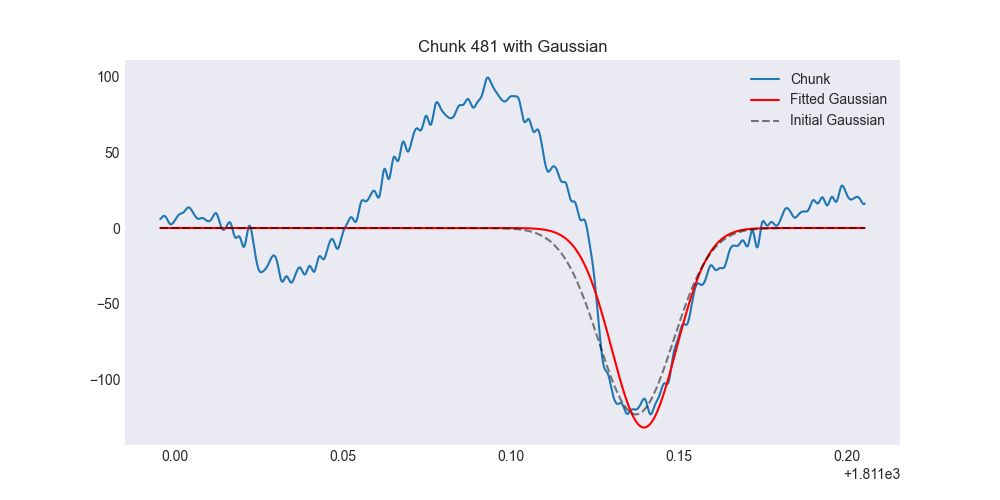 Chunk 481 with Gaussian
Chunk
Fitted Gaussian
Initial Gaussian
100
50
0
−50
−100
0.00 0.05 0.10 0.15 0.20
+1.811e3